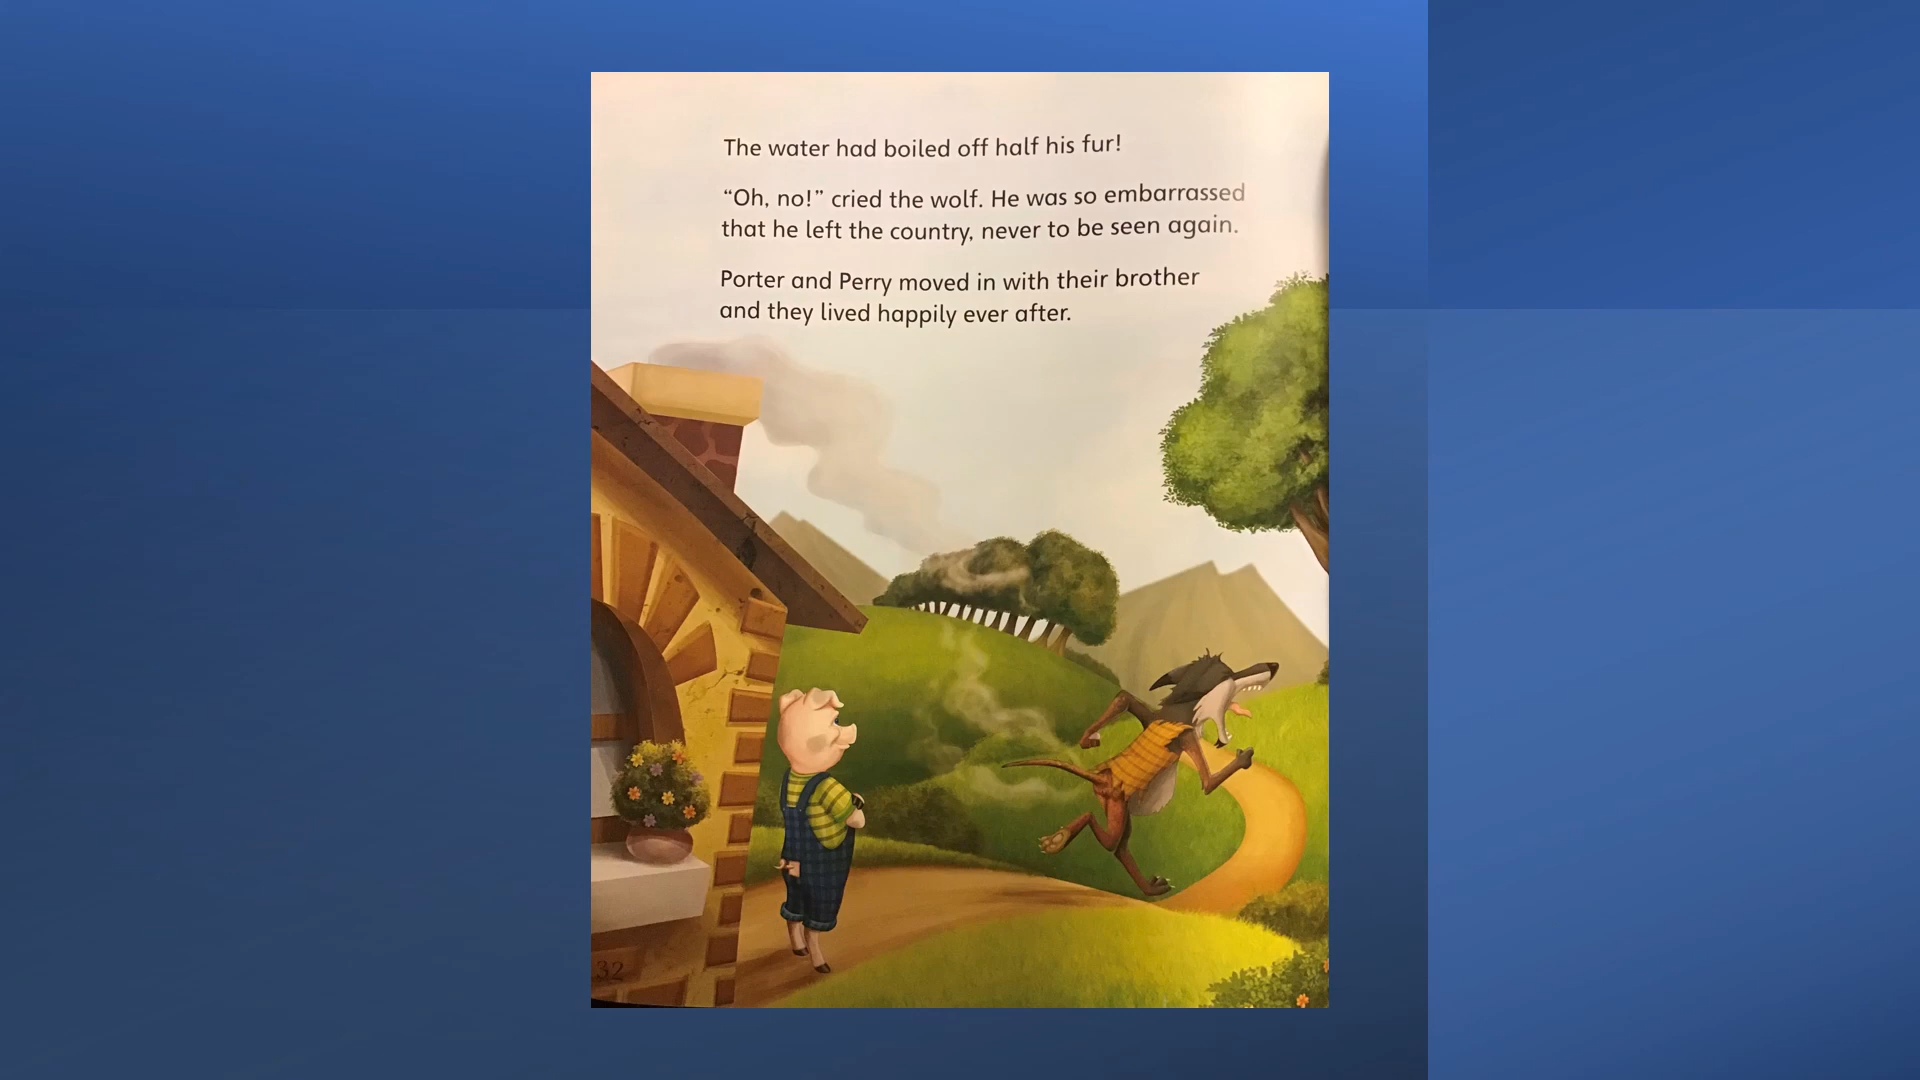 The water had boiled off half his fur!
“Oh, no!” cried the wolf. He was so embarrassed
that he left the country, never to be seen again.
Porter and Perry moved in with their brother
and they lived happily ever after.
32